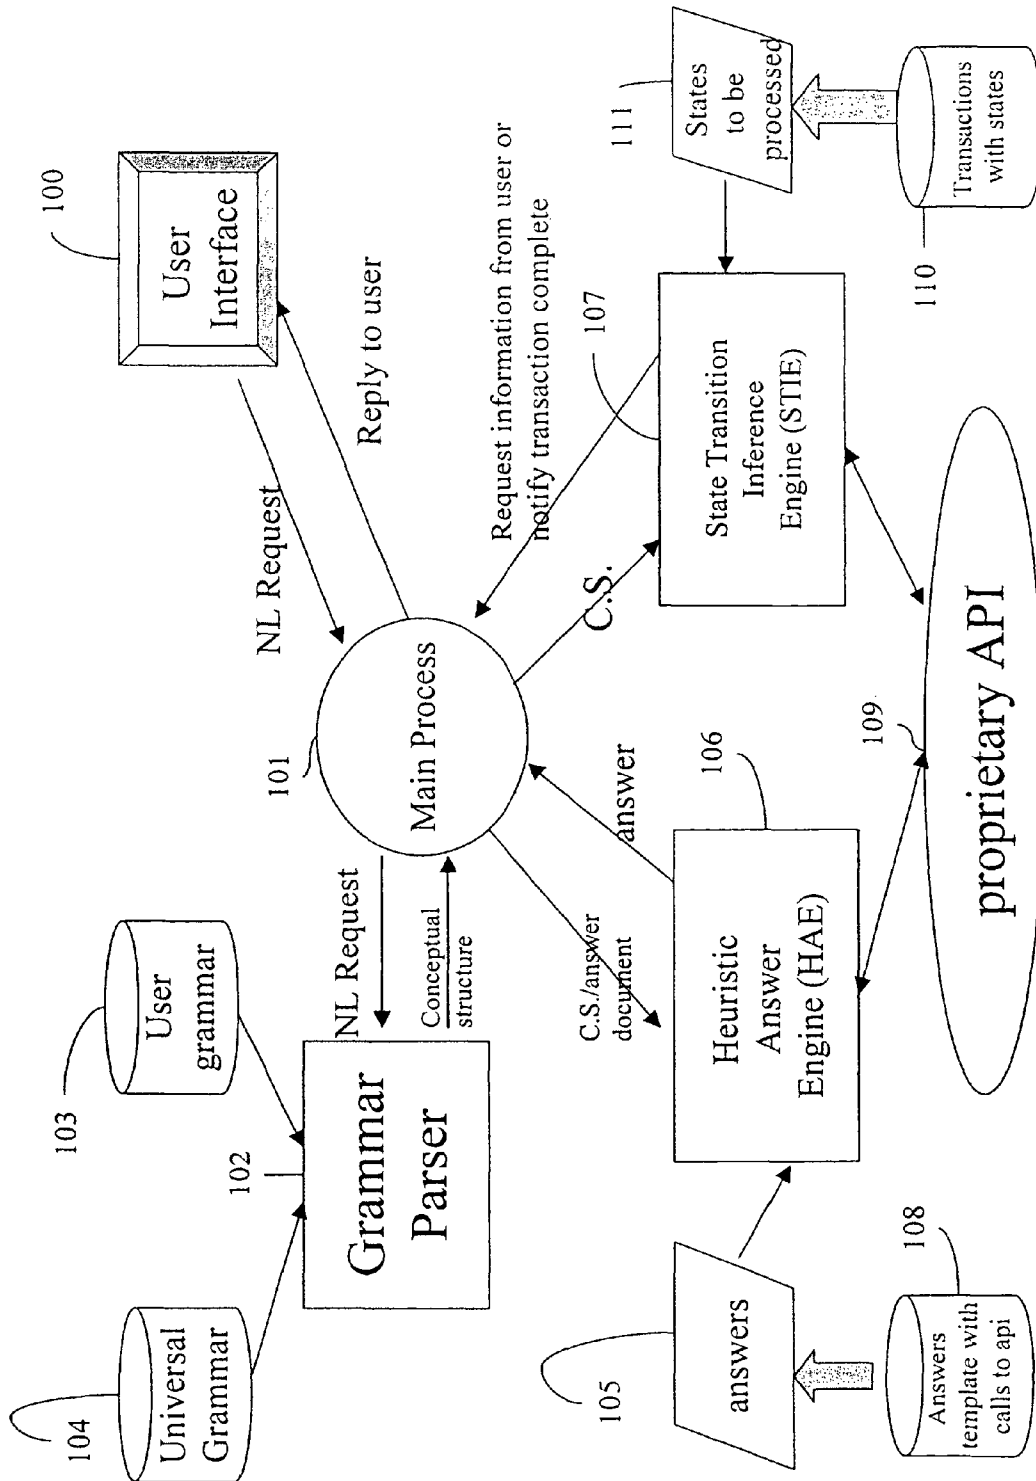 104
Universal
Grammar
103
User
grammar
102
Grammar
Parser
NL Request
Conceptual
structure
101
Main Process
NL Request
Reply to user
100
User
Interface
105
answers
108
Answers
template with
calls to api
C.S./answer
document
answer
106
Heuristic
Answer
Engine (HAE)
C.S.
Request information from user or
notify transaction complete
107
State Transition
Inference
Engine (STIE)
111
States
to be
processed
110
Transactions
with states
109
proprietary API